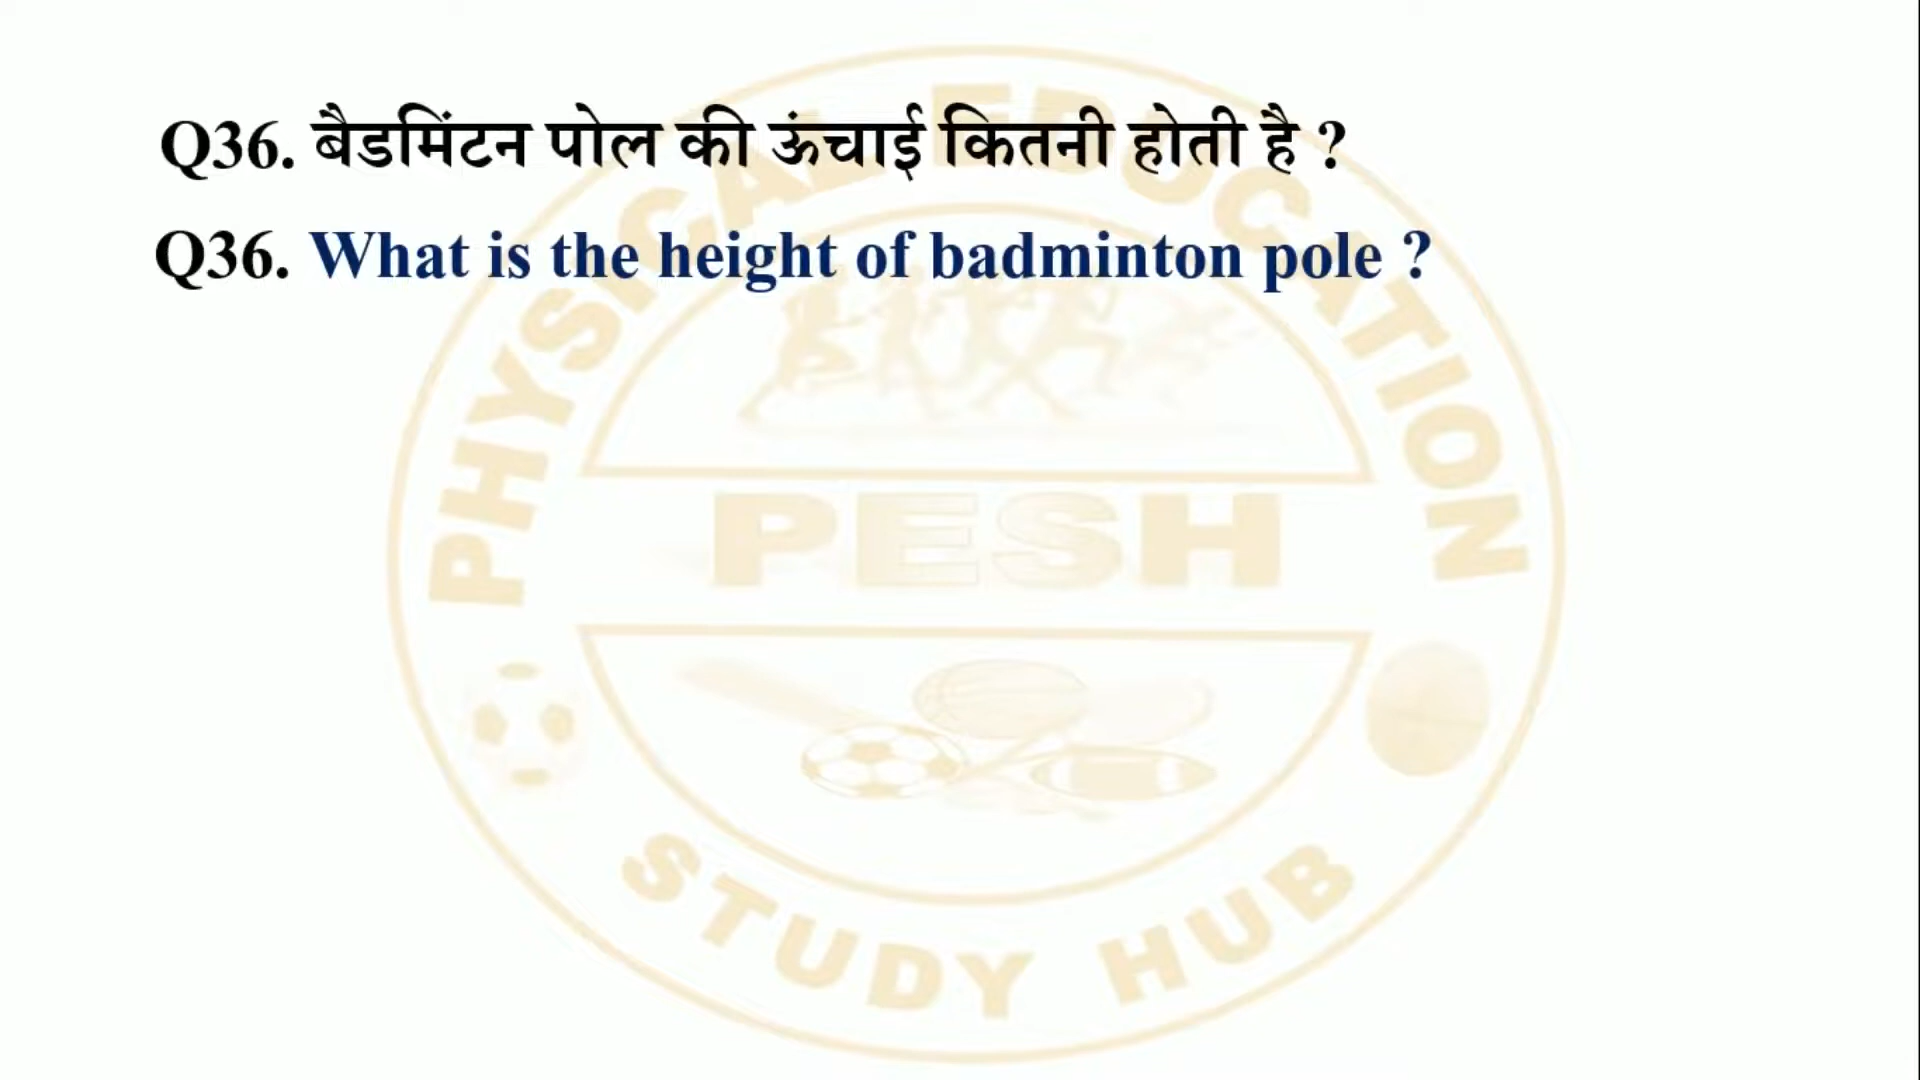 Q36. बैडमिंटन पोल की ऊंचाई कितनी होती है ?
Q36. What is the height of badminton pole ?
PHYSICAL EDUCATION
PESH
STUDY HUB